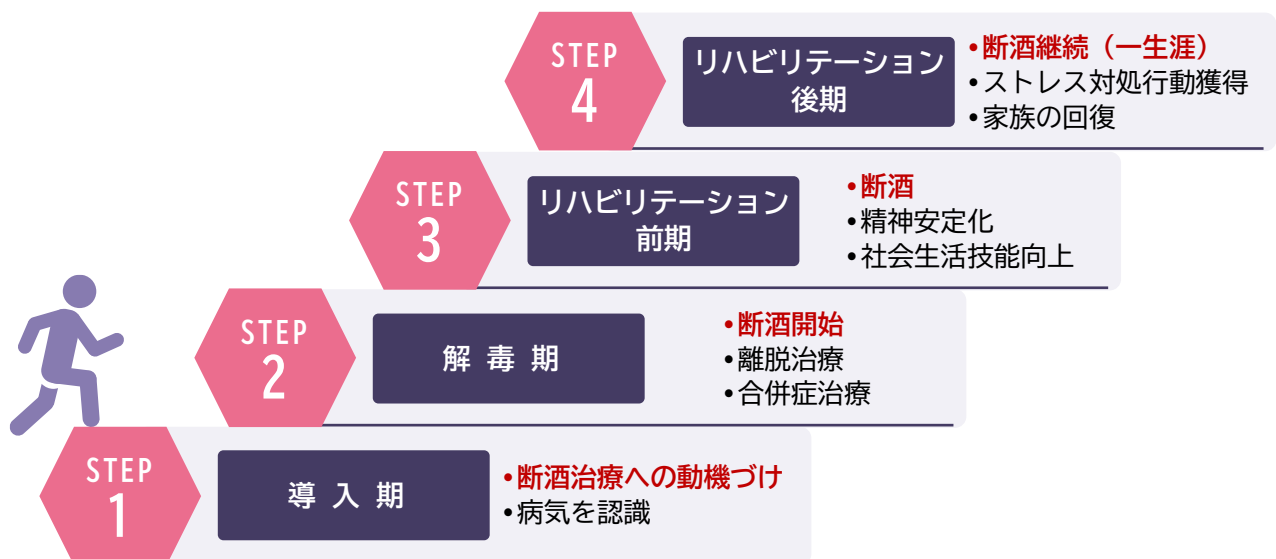 STEP
4
リハビリテーション
後期
•断酒継続（一生涯）
•ストレス対処行動獲得
•家族の回復
STEP
3
リハビリテーション
前期
•断酒
•精神安定化
•社会生活技能向上
STEP
2
解 毒 期
•断酒開始
•離脱治療
•合併症治療
STEP
1
導 入 期
•断酒治療への動機づけ
•病気を認識